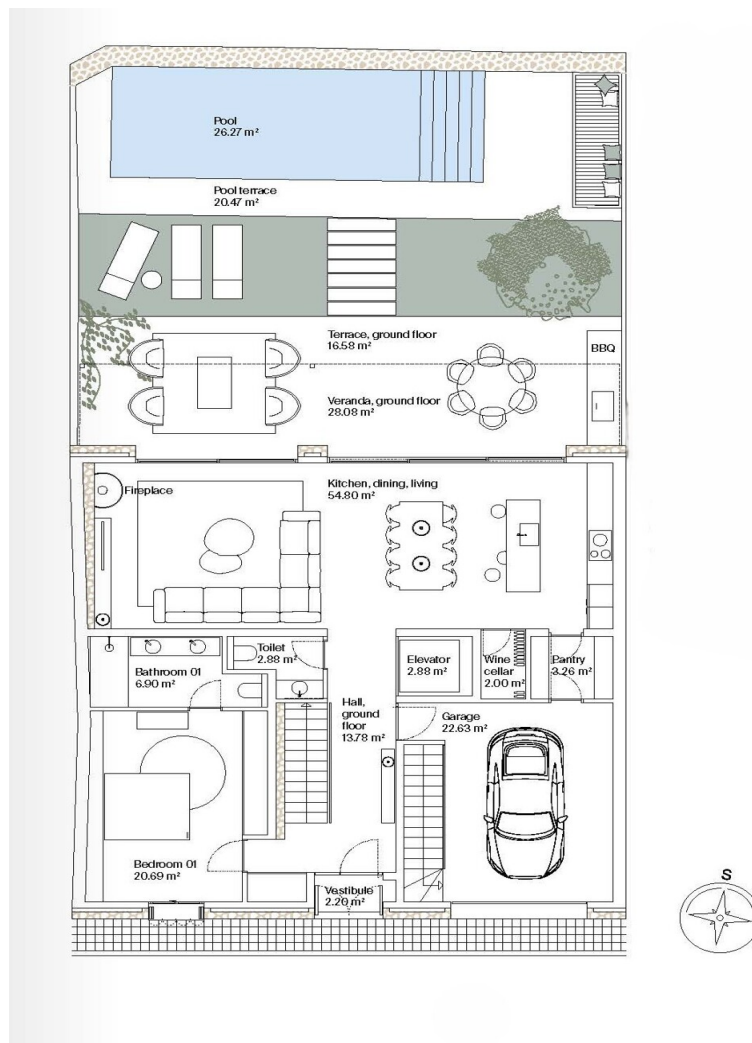 Pool
26.27 m²
Pool terrace
20.47 m²
Terrace, ground floor
16.58 m²
BBQ
Veranda, ground floor
28.08 m²
Kitchen, dining, living
54.80 m²
Fireplace
Toilet
2.88 m²
Bathroom 01
6.90 m²
Elevator
2.88 m²
Wine
cellar
2.00 m²
Pantry
3.26 m²
Hall,
ground
floor
13.78 m²
Garage
22.63 m²
Bedroom 01
20.69 m²
Vestibule
2.20 m²
S